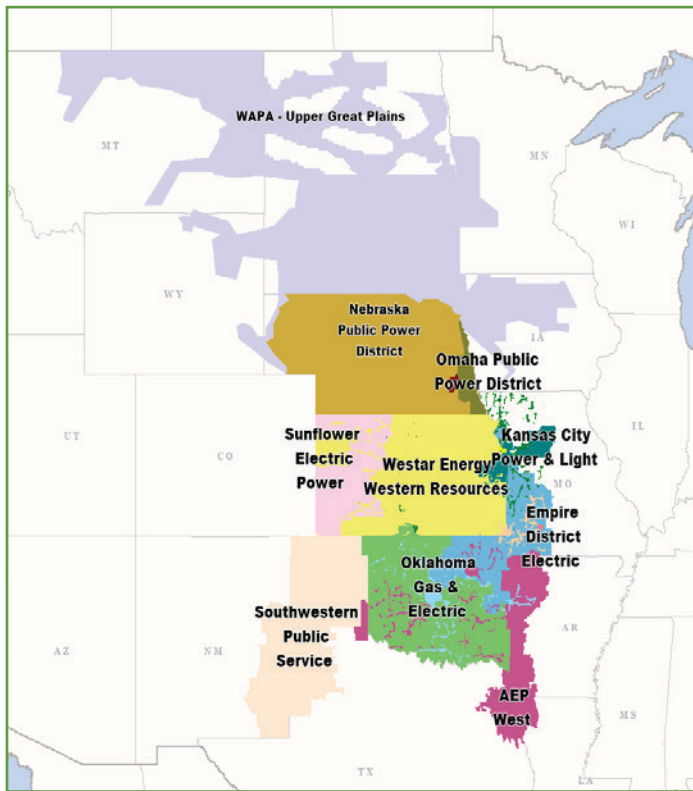 WAPA - Upper Great Plains
MT
MN
WI
WY
Nebraska
Public Power
District
IA
Omaha Public
Power District
IL
UT
CO
Sunflower
Electric
Power
Westar Energy
Western Resources
Kansas City
Power & Light
MO
Empire
District
Electric
Oklahoma
Gas &
Electric
Southwestern
Public
Service
AZ
NM
AR
AEP
West
MS
TX
LA